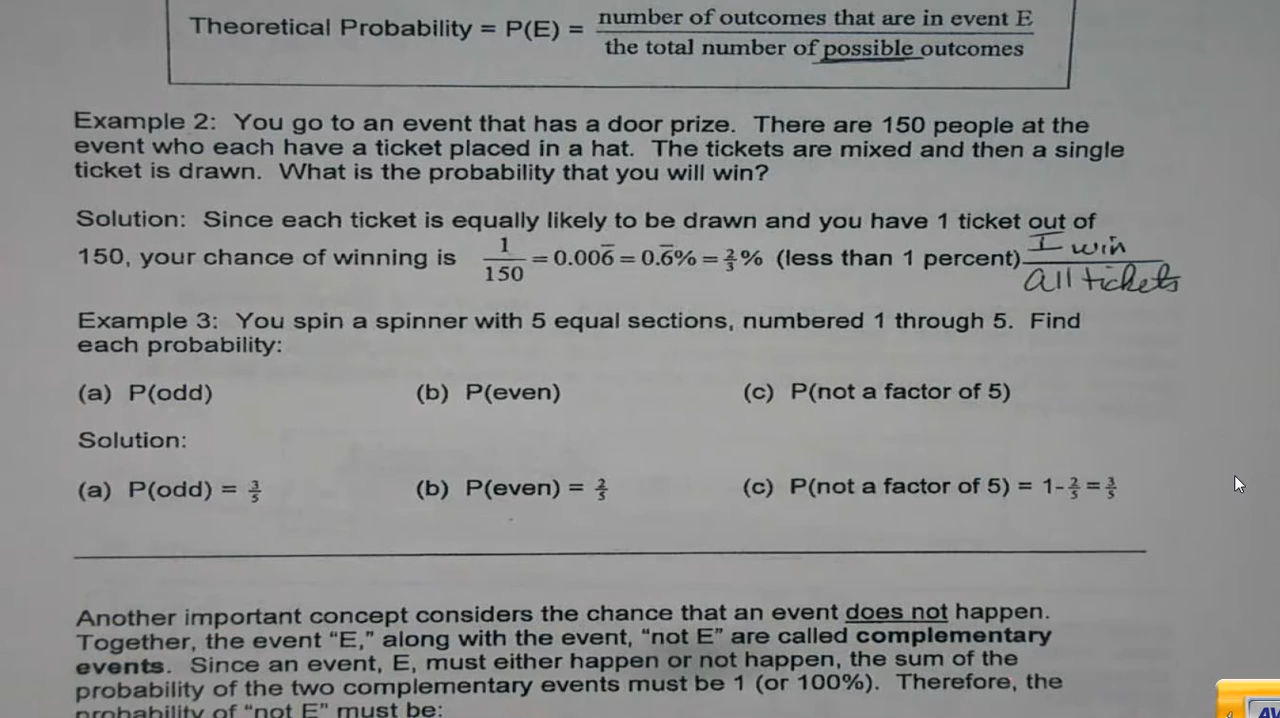 Theoretical Probability = P(E) = number of outcomes that are in event E / the total number of possible outcomes
Example 2: You go to an event that has a door prize. There are 150 people at the
event who each have a ticket placed in a hat. The tickets are mixed and then a single
ticket is drawn. What is the probability that you will win?
Solution: Since each ticket is equally likely to be drawn and you have 1 ticket out of
150, your chance of winning is 1/150 = 0.006̅ = 0.6̅% = 2/3% (less than 1 percent) I win / All tickets
Example 3: You spin a spinner with 5 equal sections, numbered 1 through 5. Find
each probability:
(a) P(odd) (b) P(even) (c) P(not a factor of 5)
Solution:
(a) P(odd) = 3/5 (b) P(even) = 2/5 (c) P(not a factor of 5) = 1-2/5 = 3/5
Another important concept considers the chance that an event does not happen.
Together, the event “E,” along with the event, “not E” are called complementary
events. Since an event, E, must either happen or not happen, the sum of the
probability of the two complementary events must be 1 (or 100%). Therefore, the
probability of “not E” must be: